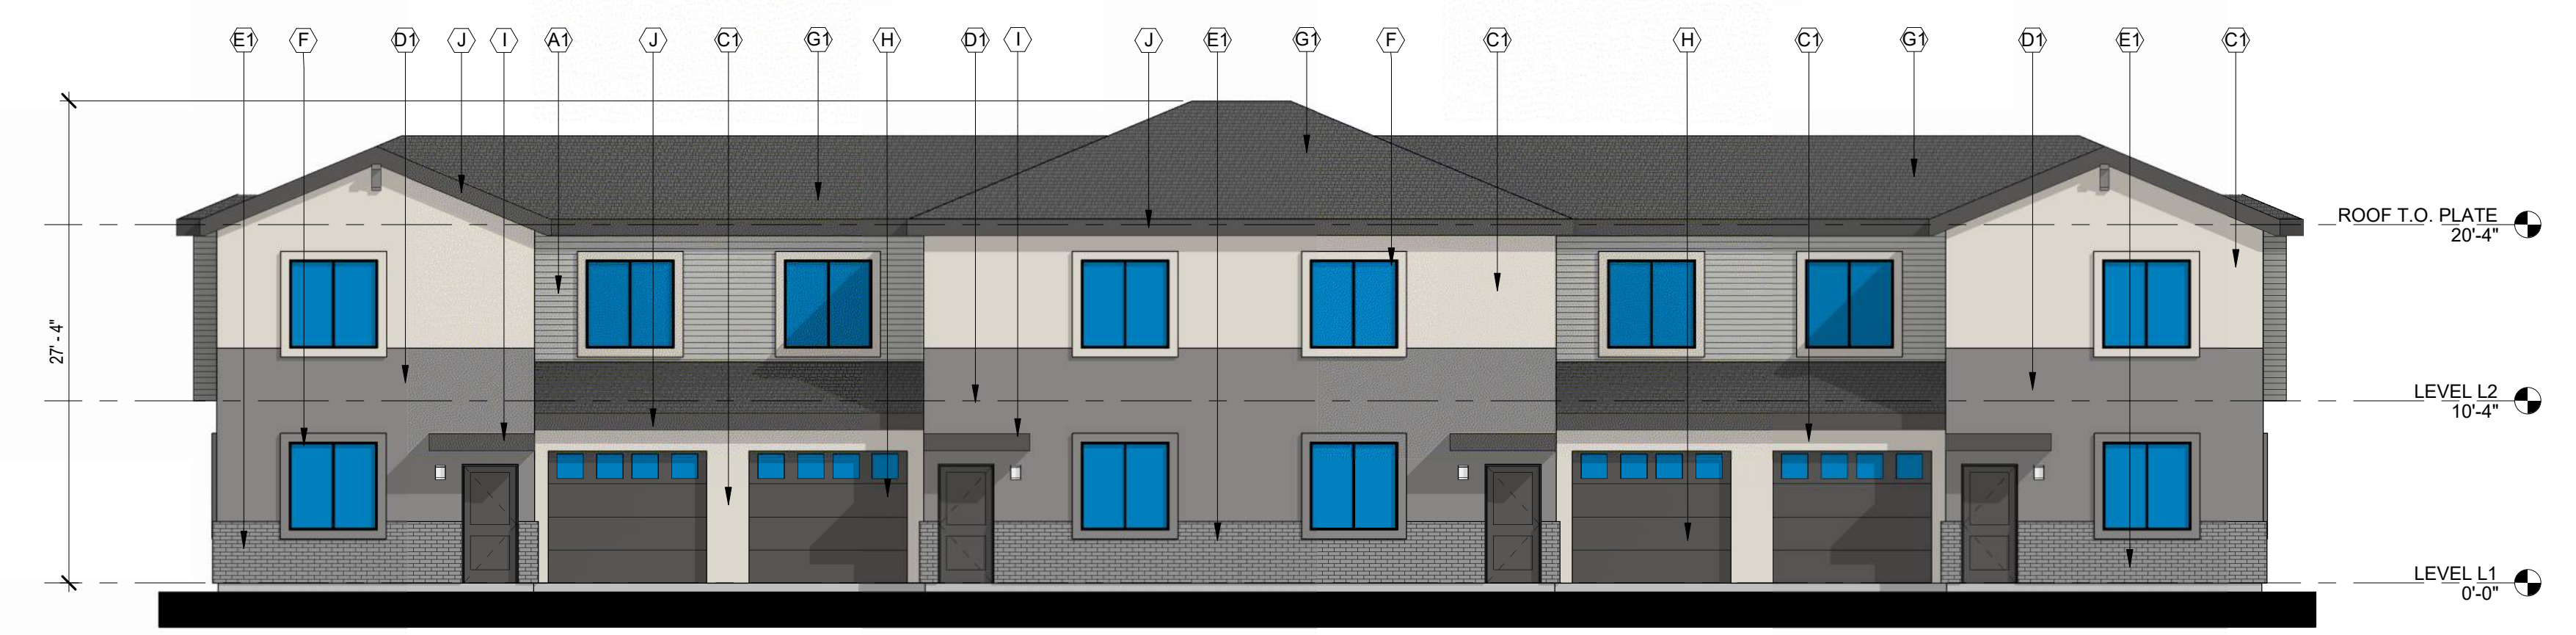 E1 F D1 J I A1 J C1 G1 H D1 I J E1 G1 F C1 H C1 G1 D1 E1 C1
27' - 4"
ROOF T.O. PLATE
20'-4"
LEVEL L2
10'-4"
LEVEL L1
0'-0"